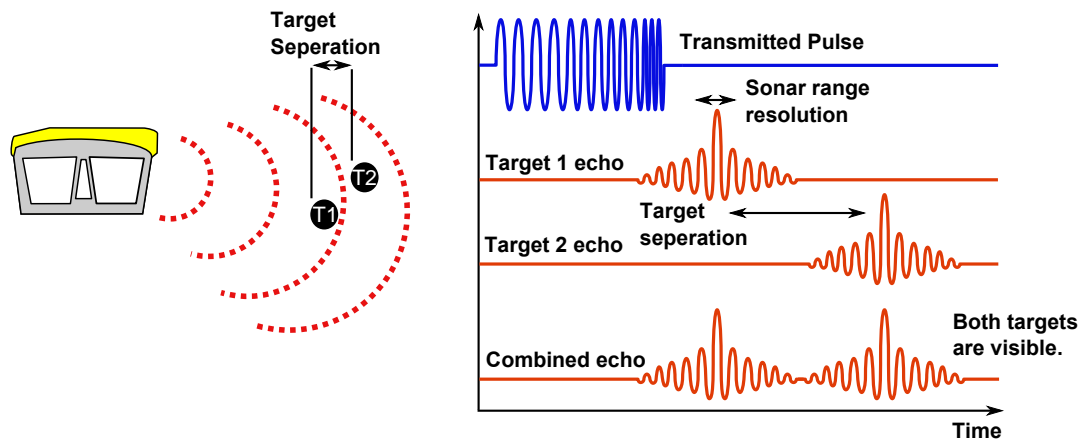 Target
Seperation
T2
T1
Transmitted Pulse
Sonar range
resolution
Target 1 echo
Target
seperation
Target 2 echo
Both targets
are visible.
Combined echo
Time